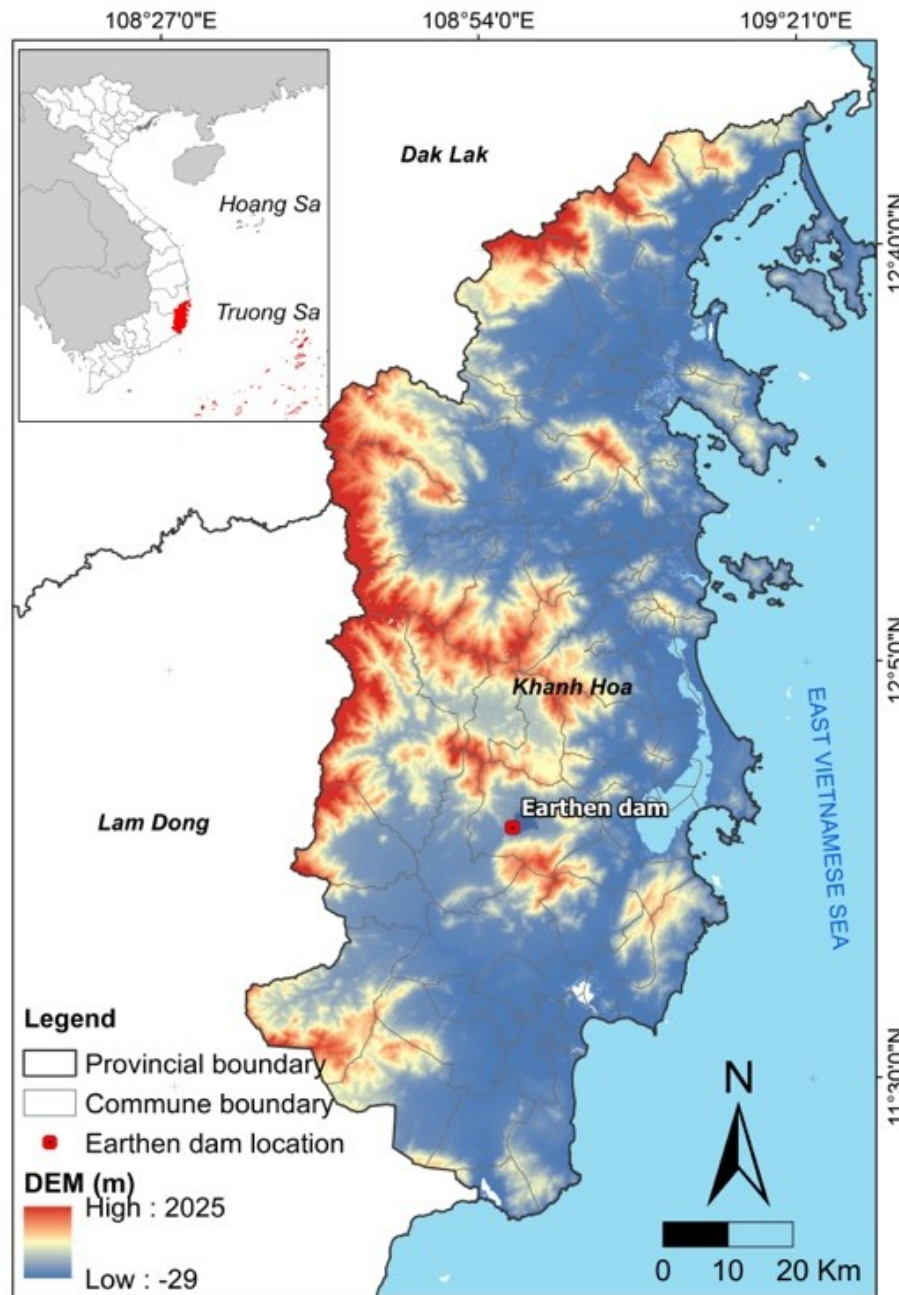 108°27'0"E
108°54'0"E
109°21'0"E
Dak Lak
Hoang Sa
Truong Sa
12°40'0"N
Khanh Hoa
12°5'0"N
EAST VIETNAMESE SEA
Earthen dam
Lam Dong
11°30'0"N
Legend
Provincial boundary
Commune boundary
Earthen dam location
DEM (m)
High : 2025
Low : -29
N
0 10 20 Km